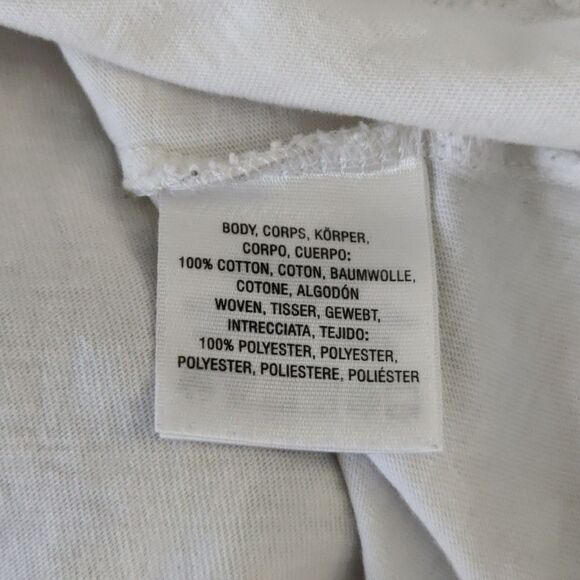 BODY, CORPS, KÖRPER,
CORPO, CUERPO:
100% COTTON, COTON, BAUMWOLLE,
COTONE, ALGODÓN
WOVEN, TISSER, GEWEBT,
INTRECCIATA, TEJIDO:
100% POLYESTER, POLYESTER,
POLYESTER, POLIESTERE, POLIÉSTER